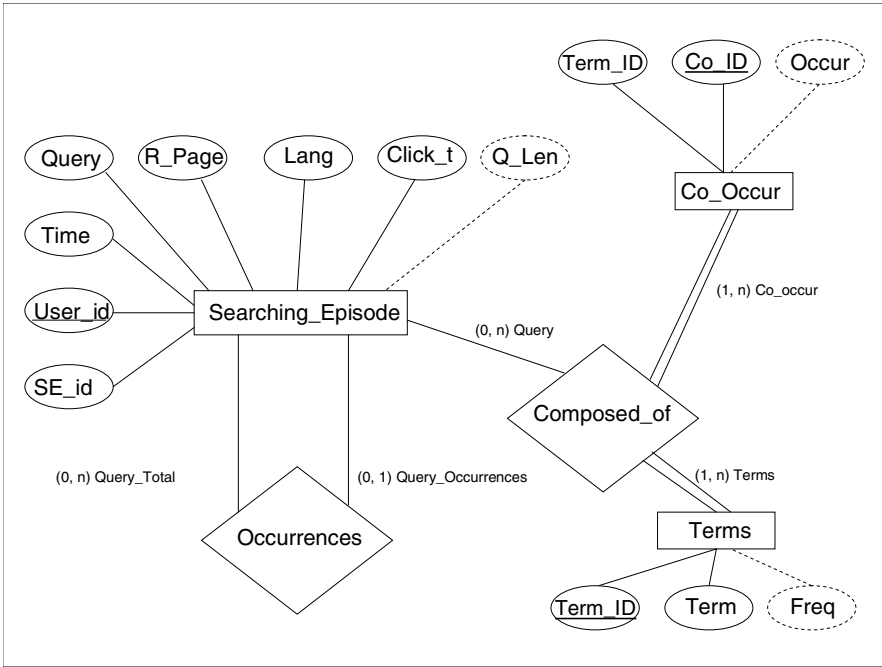 Term_ID
Co_ID
Occur
Query
R_Page
Lang
Click_t
Q_Len
Co_Occur
Time
User_id
Searching_Episode
(1, n) Co_occur
(0, n) Query
SE_id
Composed_of
(0, n) Query_Total
(0, 1) Query_Occurrences
(1, n) Terms
Occurrences
Terms
Term_ID
Term
Freq